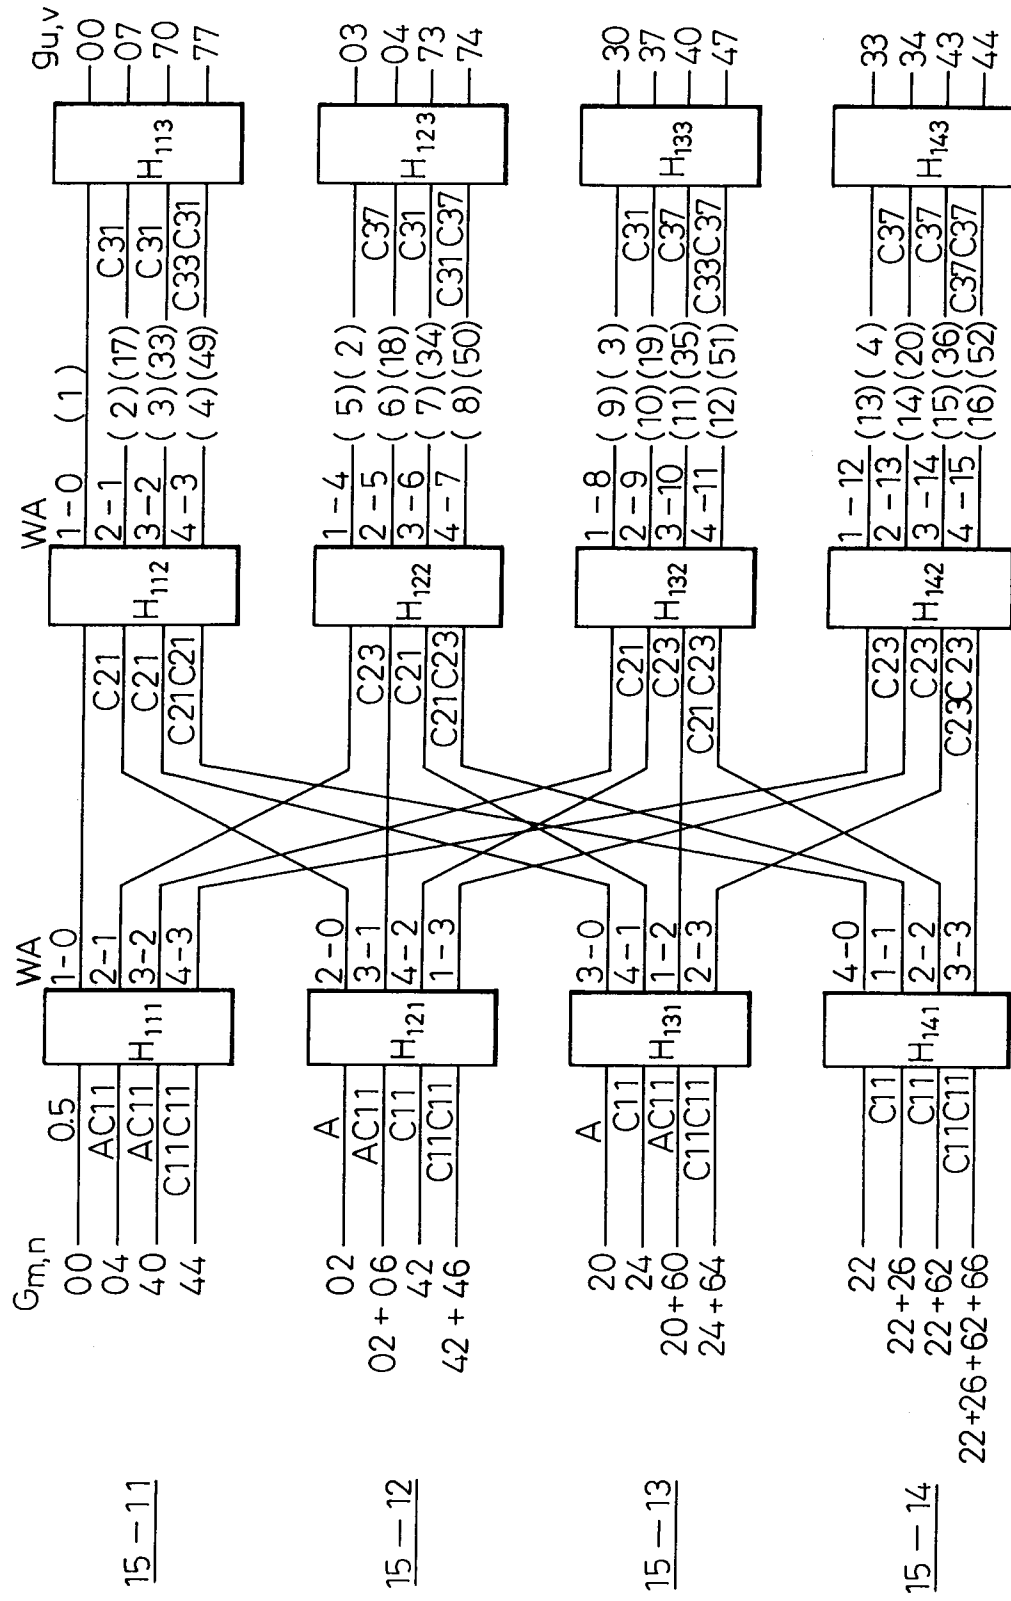 Gm,n
WA
WA
gu,v
00
0.5
H111
1-0
H112
1-0
(1)
H113
00
04
AC11
2-1
C21
2-1
(2)(17)
C31
07
40
AC11
3-2
C21
3-2
(3)(33)
C31
70
44
C11C11
4-3
C21C21
4-3
(4)(49)
C33C31
77
15-11
02
A
H121
2-0
H122
1-4
(5)(2)
H123
03
02+06
AC11
3-1
C23
2-5
(6)(18)
C37
04
42
C11
4-2
C21
3-6
(7)(34)
C31
73
42+46
C11C11
1-3
C21C23
4-7
(8)(50)
C31C37
74
15-12
20
A
H131
3-0
H132
1-8
(9)(3)
H133
30
24
C11
4-1
C21
2-9
(10)(19)
C31
37
20+60
AC11
1-2
C23
3-10
(11)(35)
C37
40
24+64
C11C11
2-3
C21C23
4-11
(12)(51)
C33C37
47
15-13
22
H141
4-0
H142
1-12
(13)(4)
H143
33
22+26
C11
1-1
C23
2-13
(14)(20)
C37
34
22+62
C11
2-2
C23
3-14
(15)(36)
C37
43
22+26+62+66
C11C11
3-3
C23C23
4-15
(16)(52)
C37C37
44
15-14